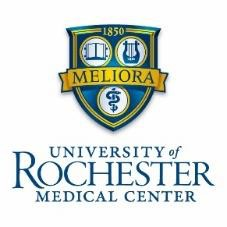 1850
MELIORA
UNIVERSITY of
ROCHESTER
MEDICAL CENTER